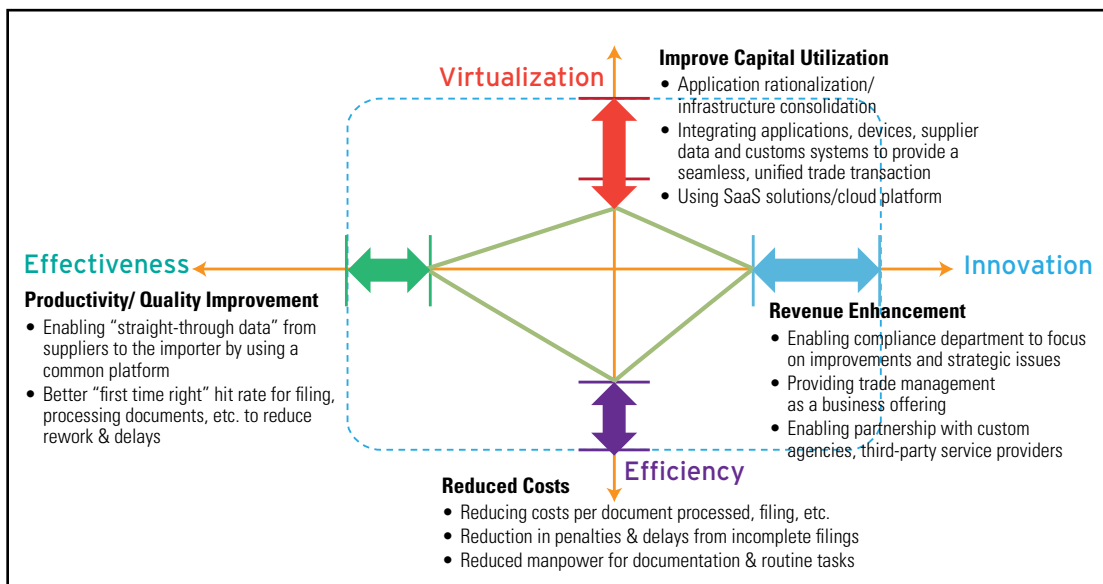 Virtualization
Improve Capital Utilization
• Application rationalization/
infrastructure consolidation
• Integrating applications, devices, supplier
data and customs systems to provide a
seamless, unified trade transaction
• Using SaaS solutions/cloud platform
Effectiveness
Productivity/ Quality Improvement
• Enabling “straight-through data” from
suppliers to the importer by using a
common platform
• Better “first time right” hit rate for filing,
processing documents, etc. to reduce
rework & delays
Innovation
Revenue Enhancement
• Enabling compliance department to focus
on improvements and strategic issues
• Providing trade management
as a business offering
• Enabling partnership with custom
agencies, third-party service providers
Efficiency
Reduced Costs
• Reducing costs per document processed, filing, etc.
• Reduction in penalties & delays from incomplete filings
• Reduced manpower for documentation & routine tasks